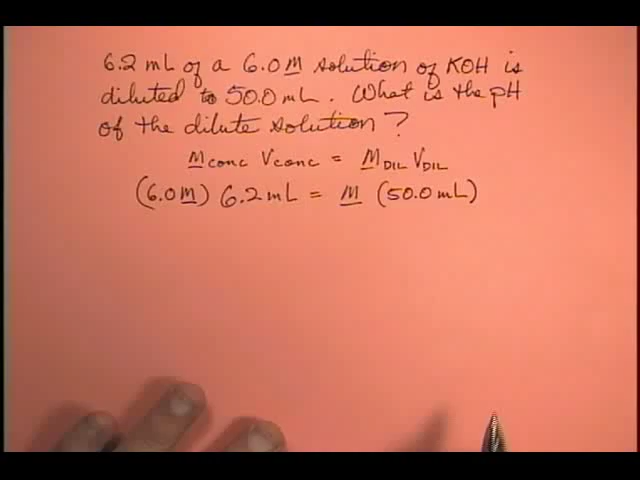 6.2 mL of a 6.0 M solution of KOH is
diluted to 50.0 mL. What is the pH
of the dilute solution?
M CONC V CONC = M DIL V DIL
(6.0 M) 6.2 mL = M (50.0 mL)